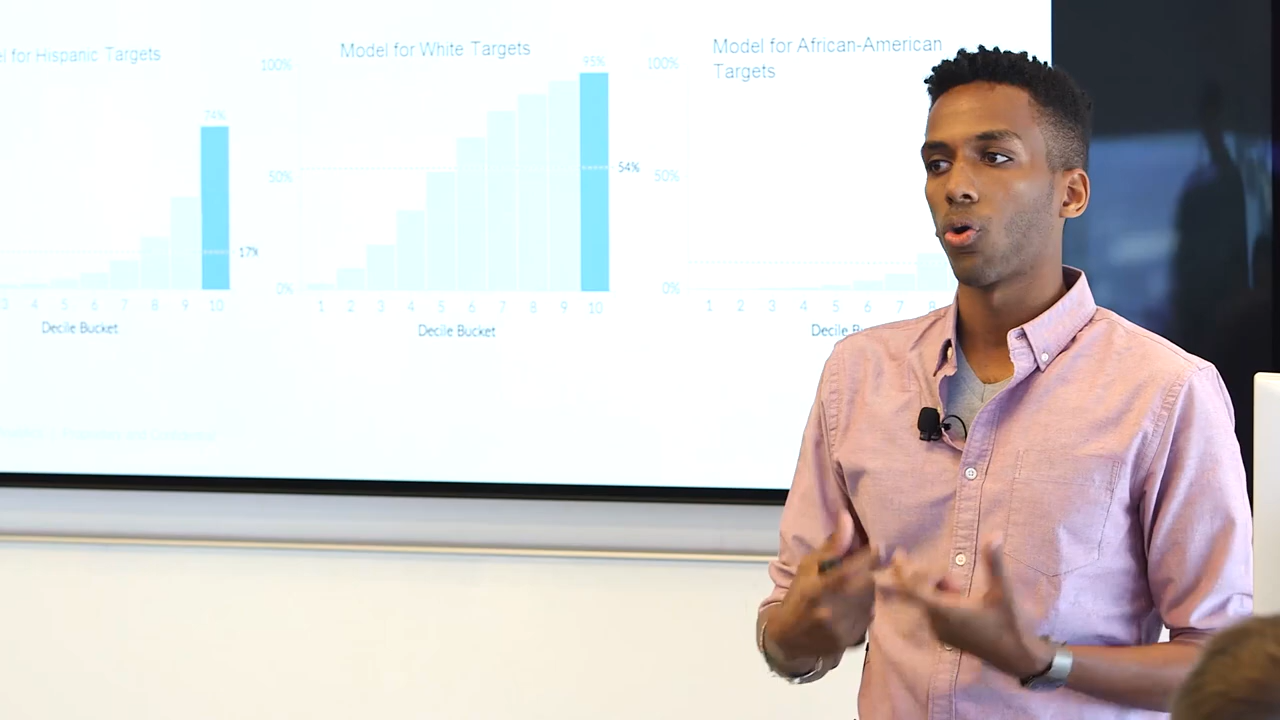 el for Hispanic Targets
74%
17%
3 4 5 6 7 8 9 10
Decile Bucket
Model for White Targets
100%
95%
54%
50%
0%
1 2 3 4 5 6 7 8 9 10
Decile Bucket
Model for African-American
Targets
100%
50%
0%
1 2 3 4 5 6 7 8
Decile Bu